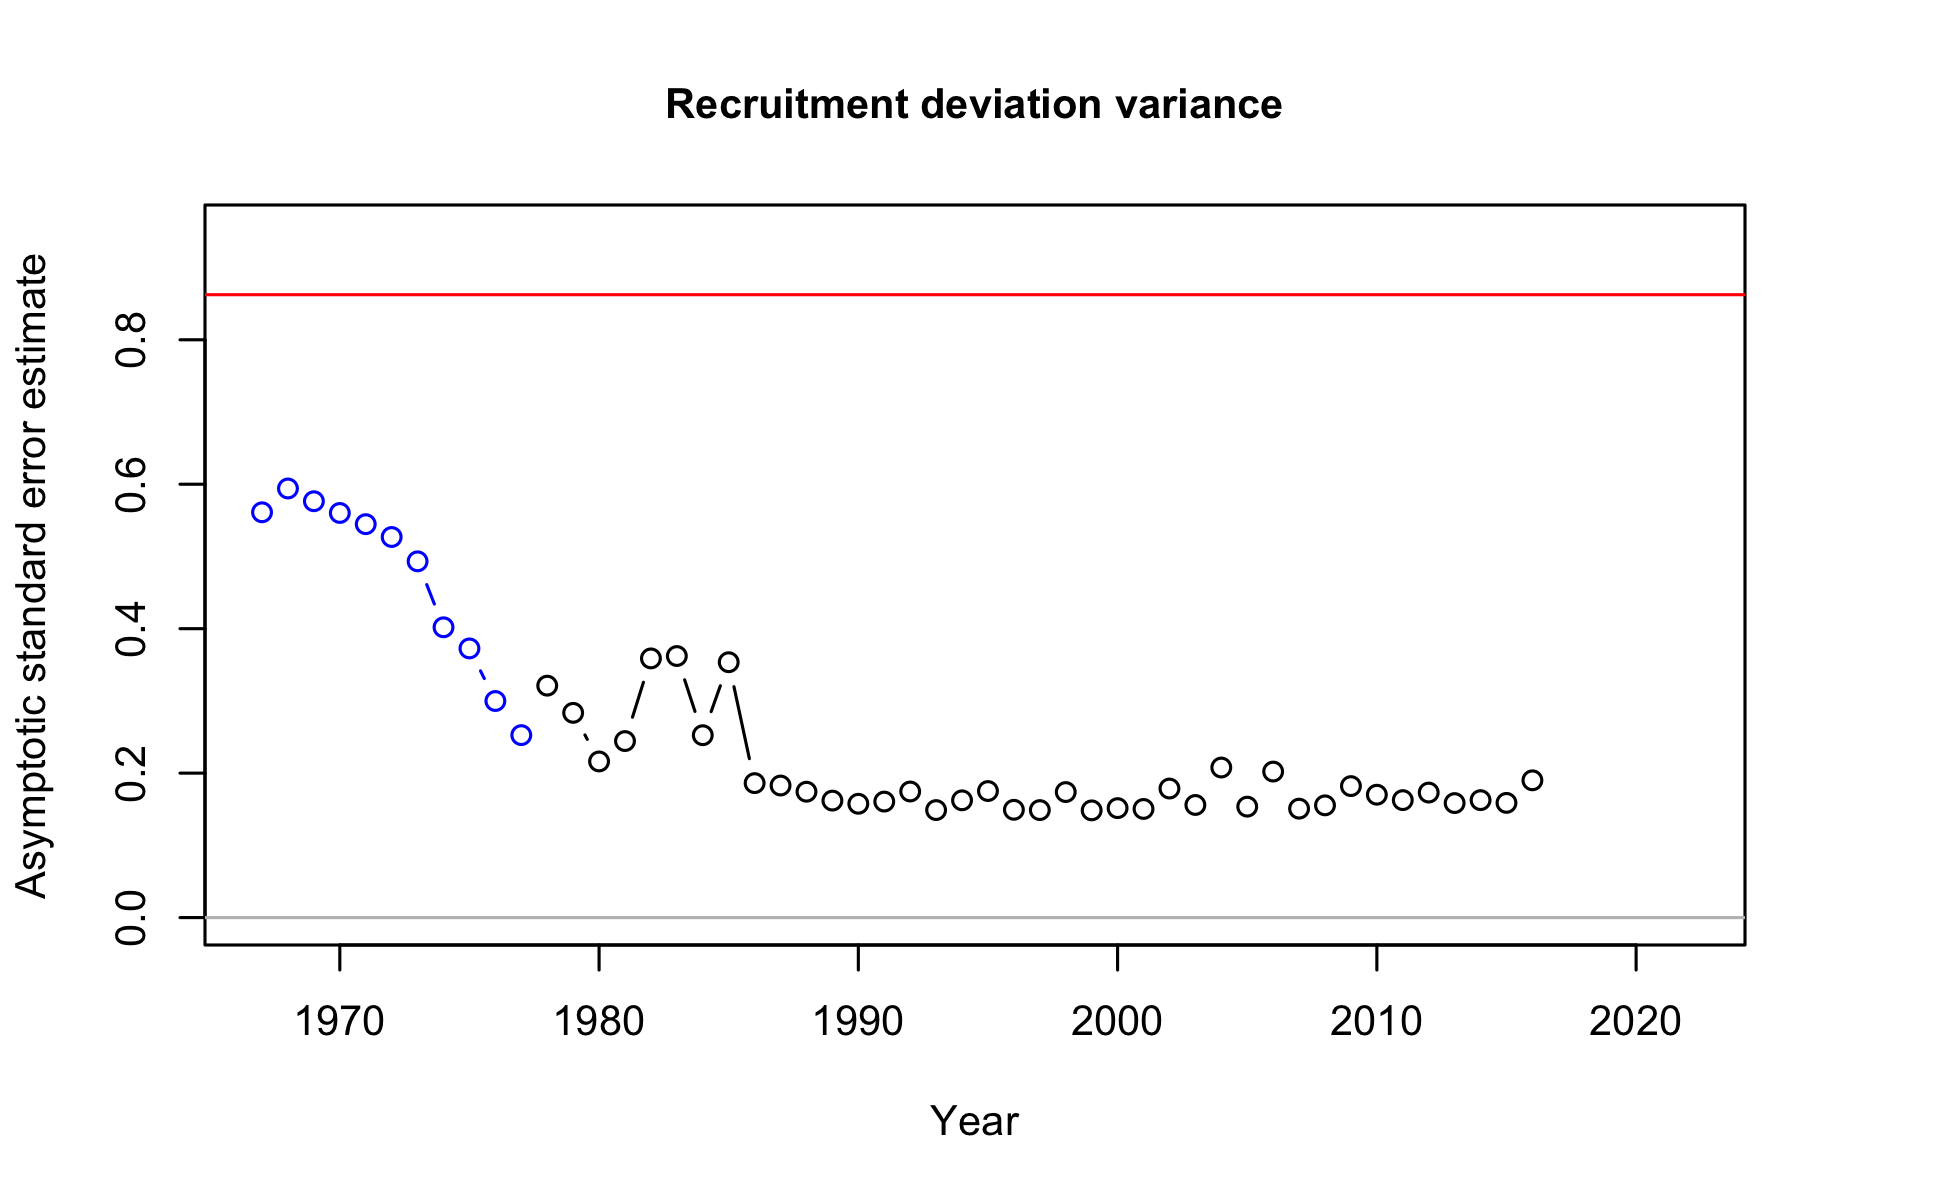 Recruitment deviation variance
Asymptotic standard error estimate
0.8
0.6
0.4
0.2
0.0
1970 1980 1990 2000 2010 2020
Year